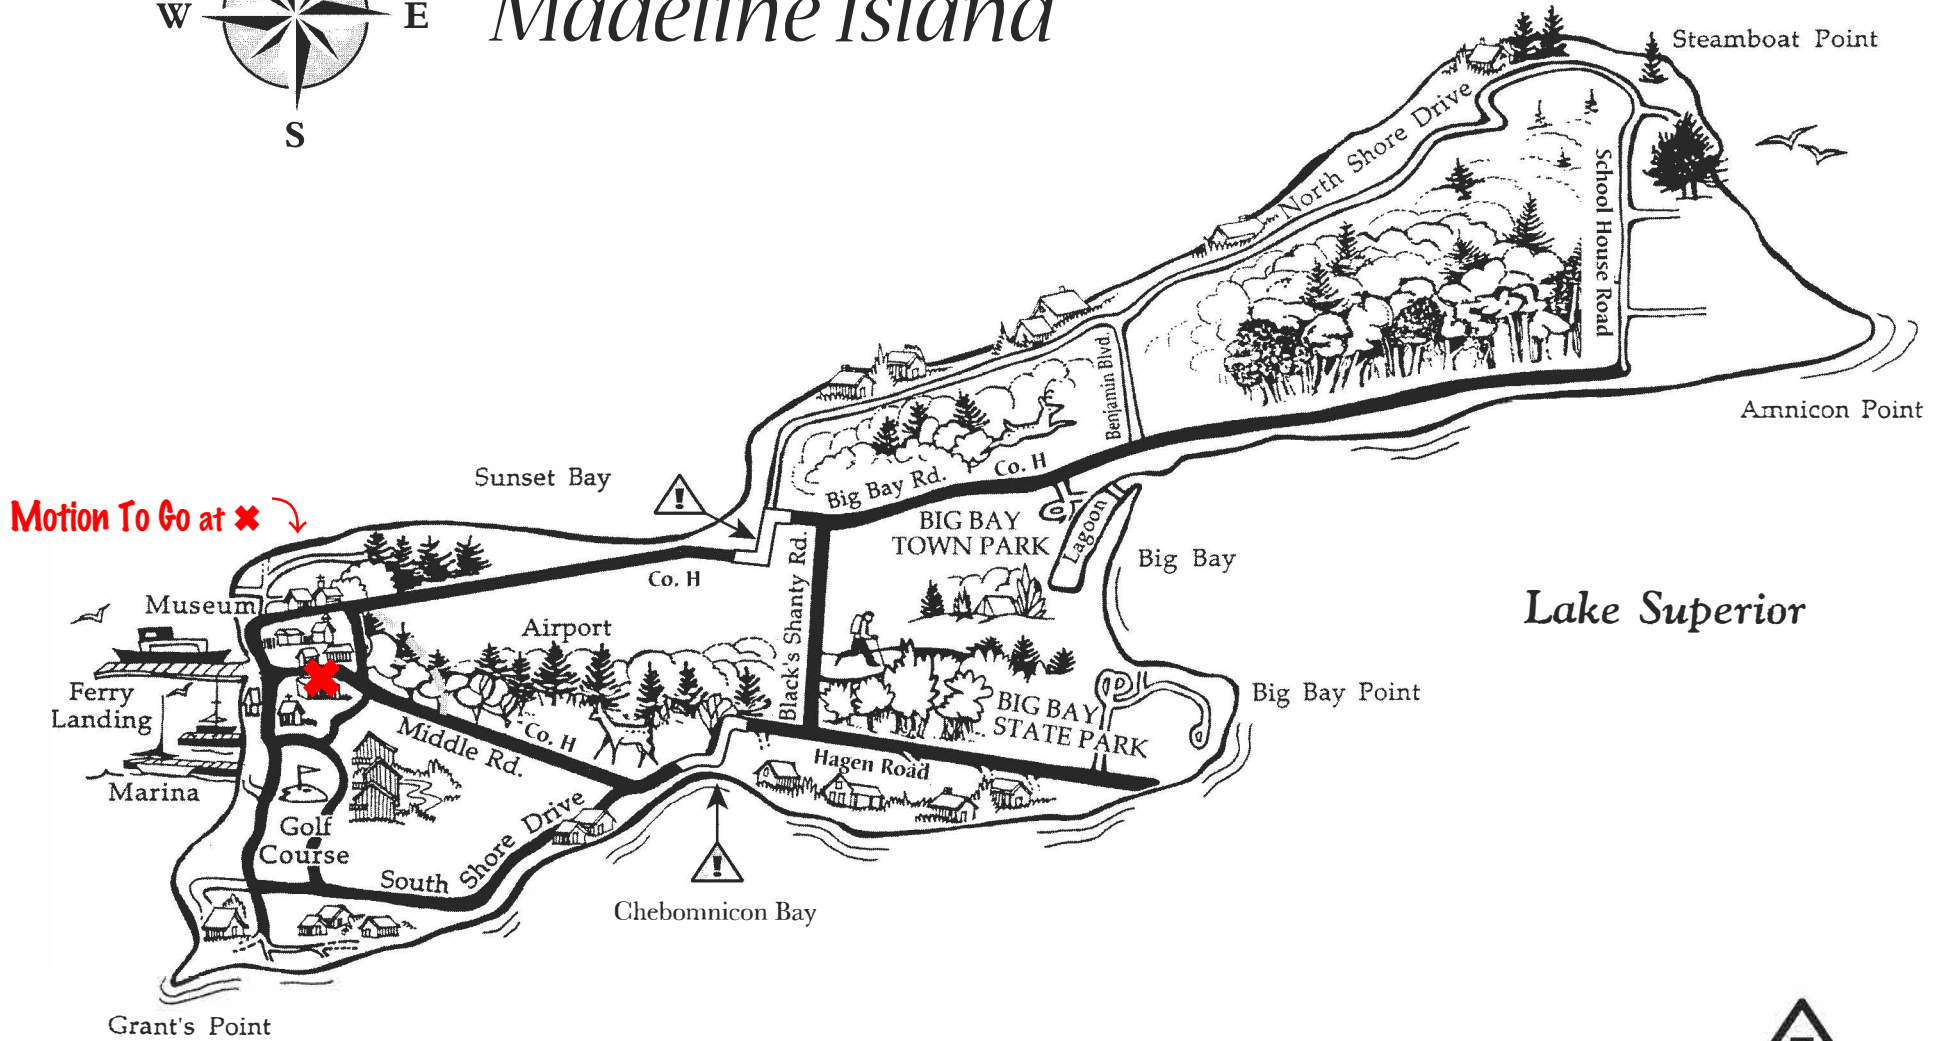 W
E
S
Madeline Island
Steamboat Point
North Shore Drive
School House Road
Amnicon Point
Benjamin Blvd.
Sunset Bay
!
Big Bay Rd.
Co. H
Motion To Go at ✖
BIG BAY
TOWN PARK
Lagoon
Big Bay
Co. H
Black's Shanty Rd.
Museum
Airport
Lake Superior
Ferry
Landing
Middle Rd.
Co. H
BIG BAY
STATE PARK
Big Bay Point
Hagen Road
Marina
Golf
Course
South Shore Drive
!
Chebomnicon Bay
Grant's Point